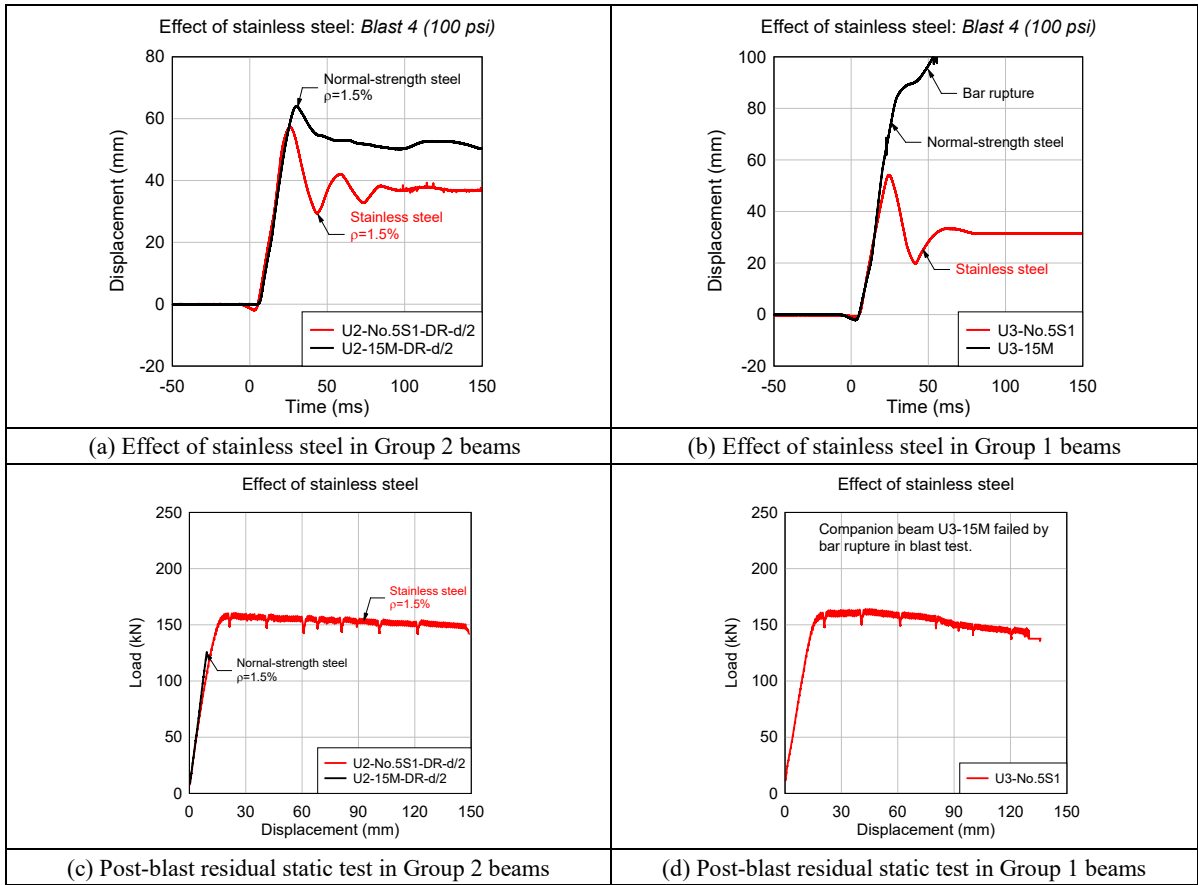 Effect of stainless steel: Blast 4 (100 psi)
80
60
40
20
0
-20
Displacement (mm)
Normal-strength steel
ρ=1.5%
Stainless steel
ρ=1.5%
U2-No.5S1-DR-d/2
U2-15M-DR-d/2
-50
0
50
100
150
Time (ms)
(a) Effect of stainless steel in Group 2 beams
Effect of stainless steel: Blast 4 (100 psi)
100
80
60
40
20
0
-20
Displacement (mm)
Bar rupture
Normal-strength steel
Stainless steel
U3-No.5S1
U3-15M
-50
0
50
100
150
Time (ms)
(b) Effect of stainless steel in Group 1 beams
Effect of stainless steel
250
200
150
100
50
0
Load (kN)
Stainless steel
ρ=1.5%
Normal-strength steel
ρ=1.5%
U2-No.5S1-DR-d/2
U2-15M-DR-d/2
0
30
60
90
120
150
Displacement (mm)
(c) Post-blast residual static test in Group 2 beams
Effect of stainless steel
250
200
150
100
50
0
Load (kN)
Companion beam U3-15M failed by
bar rupture in blast test.
U3-No.5S1
0
30
60
90
120
150
Displacement (mm)
(d) Post-blast residual static test in Group 1 beams